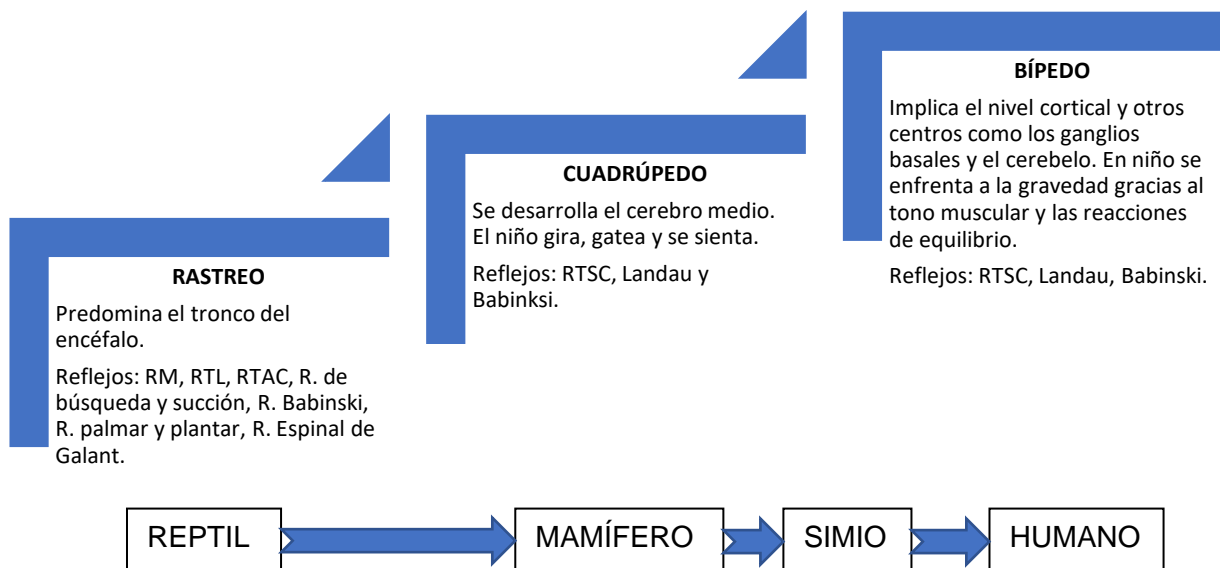 RASTREO
Predomina el tronco del
encéfalo.
Reflejos: RM, RTL, RTAC, R. de
búsqueda y succión, R. Babinski,
R. palmar y plantar, R. Espinal de
Galant.
CUADRÚPEDO
Se desarrolla el cerebro medio.
El niño gira, gatea y se sienta.
Reflejos: RTSC, Landau y
Babinksi.
BÍPEDO
Implica el nivel cortical y otros
centros como los ganglios
basales y el cerebelo. En niño se
enfrenta a la gravedad gracias al
tono muscular y las reacciones
de equilibrio.
Reflejos: RTSC, Landau, Babinski.
REPTIL
MAMÍFERO
SIMIO
HUMANO